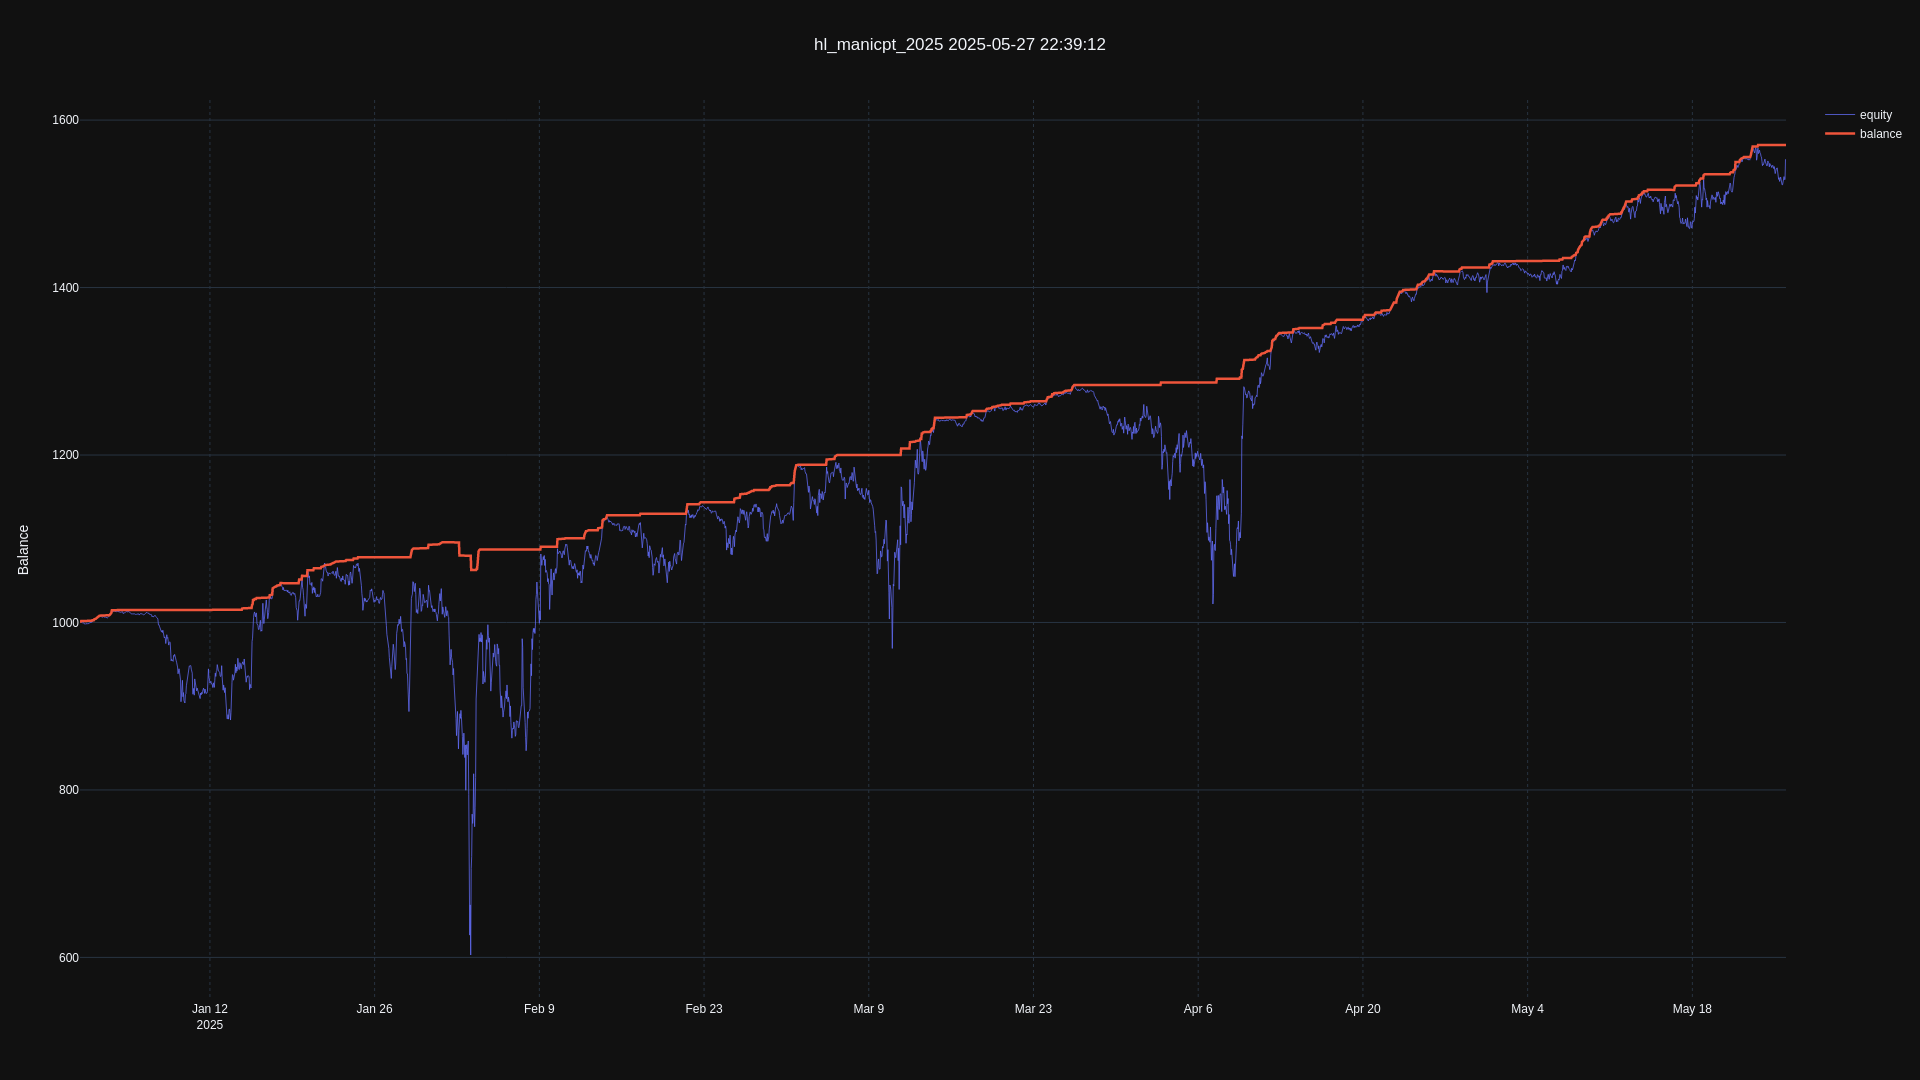 hl_manicpt_2025 2025-05-27 22:39:12
equity
balance
Balance
1600
1400
1200
1000
800
600
Jan 12
2025
Jan 26
Feb 9
Feb 23
Mar 9
Mar 23
Apr 6
Apr 20
May 4
May 18